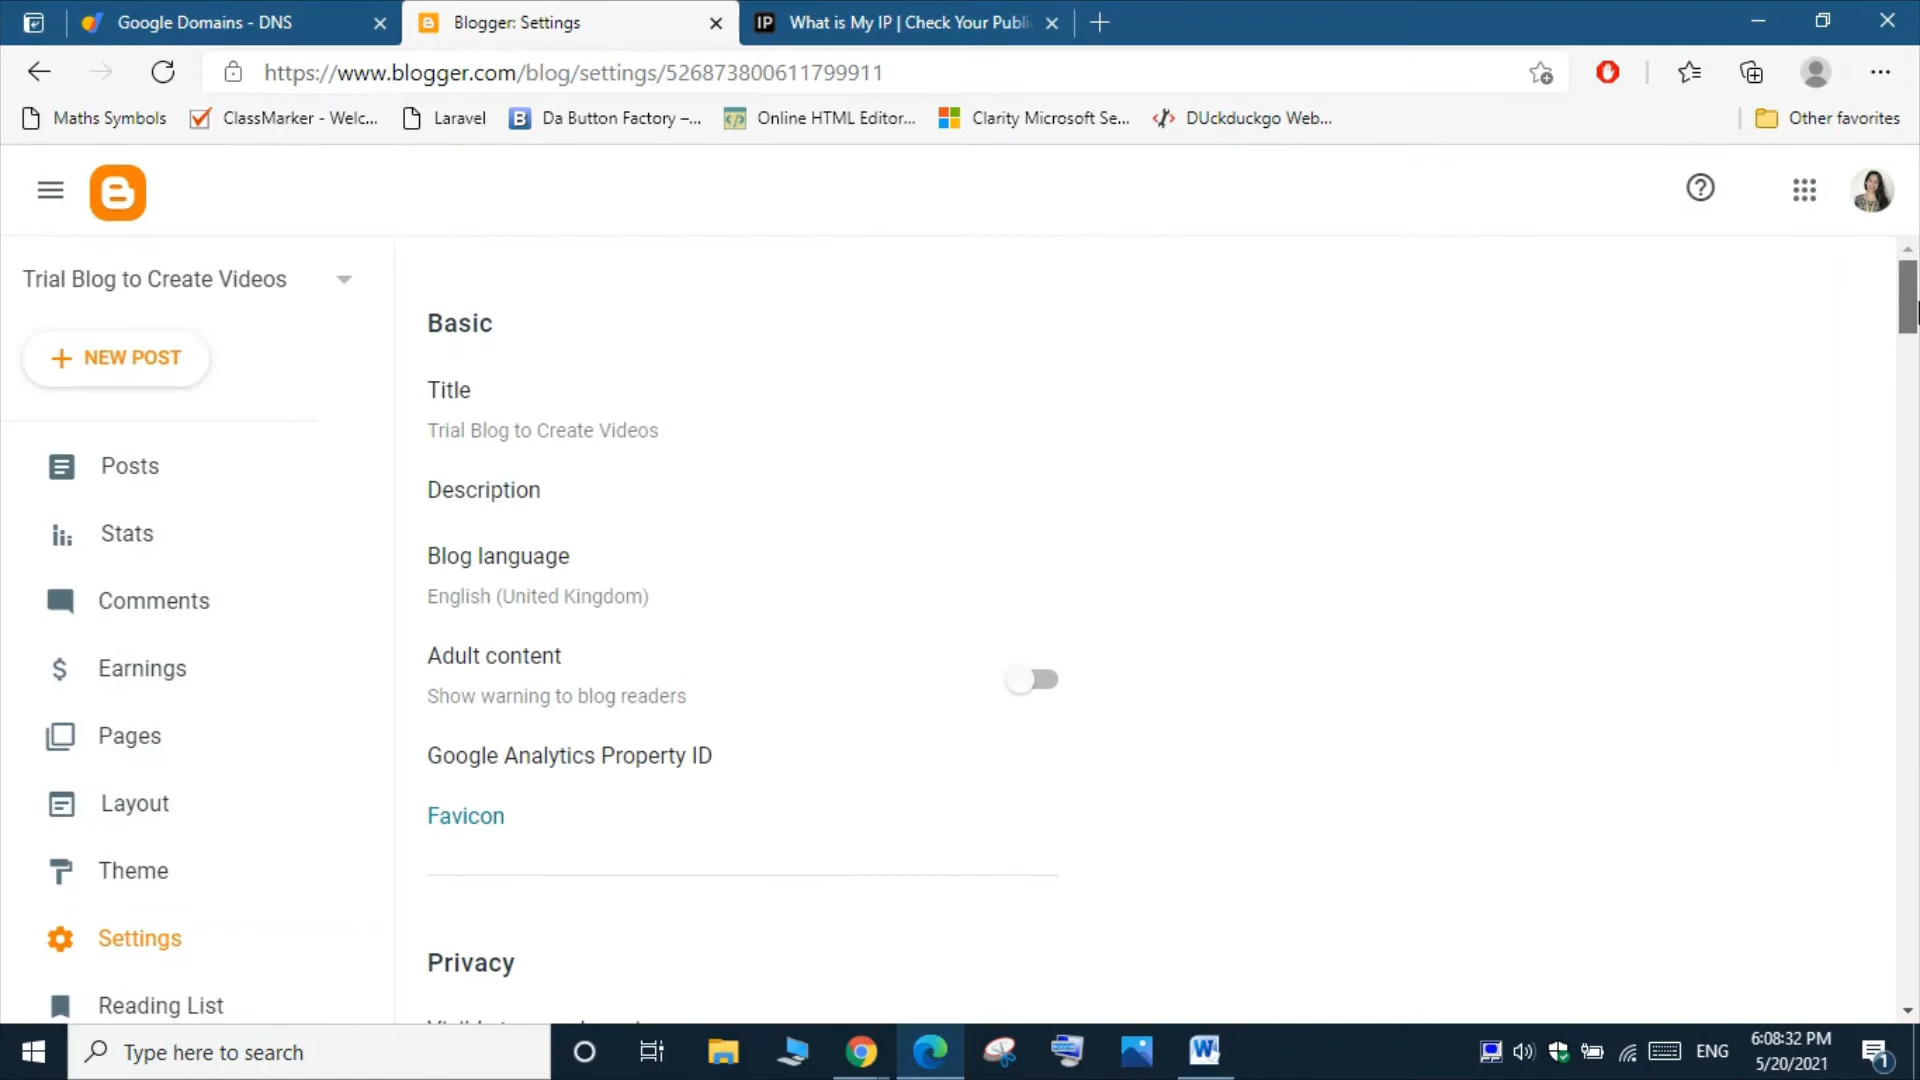 Google Domains - DNS
Blogger: Settings
IP What is My IP | Check Your Publi
https://www.blogger.com/blog/settings/526873800611799911
Maths Symbols
ClassMarker - Welc...
Laravel
B Da Button Factory –...
Online HTML Editor...
Clarity Microsoft Se...
DUckduckgo Web...
Other favorites
Trial Blog to Create Videos
NEW POST
Posts
Stats
Comments
Earnings
Pages
Layout
Theme
Settings
Reading List
Basic
Title
Trial Blog to Create Videos
Description
Blog language
English (United Kingdom)
Adult content
Show warning to blog readers
Google Analytics Property ID
Favicon
Privacy
Type here to search
ENG
6:08:32 PM
5/20/2021
1